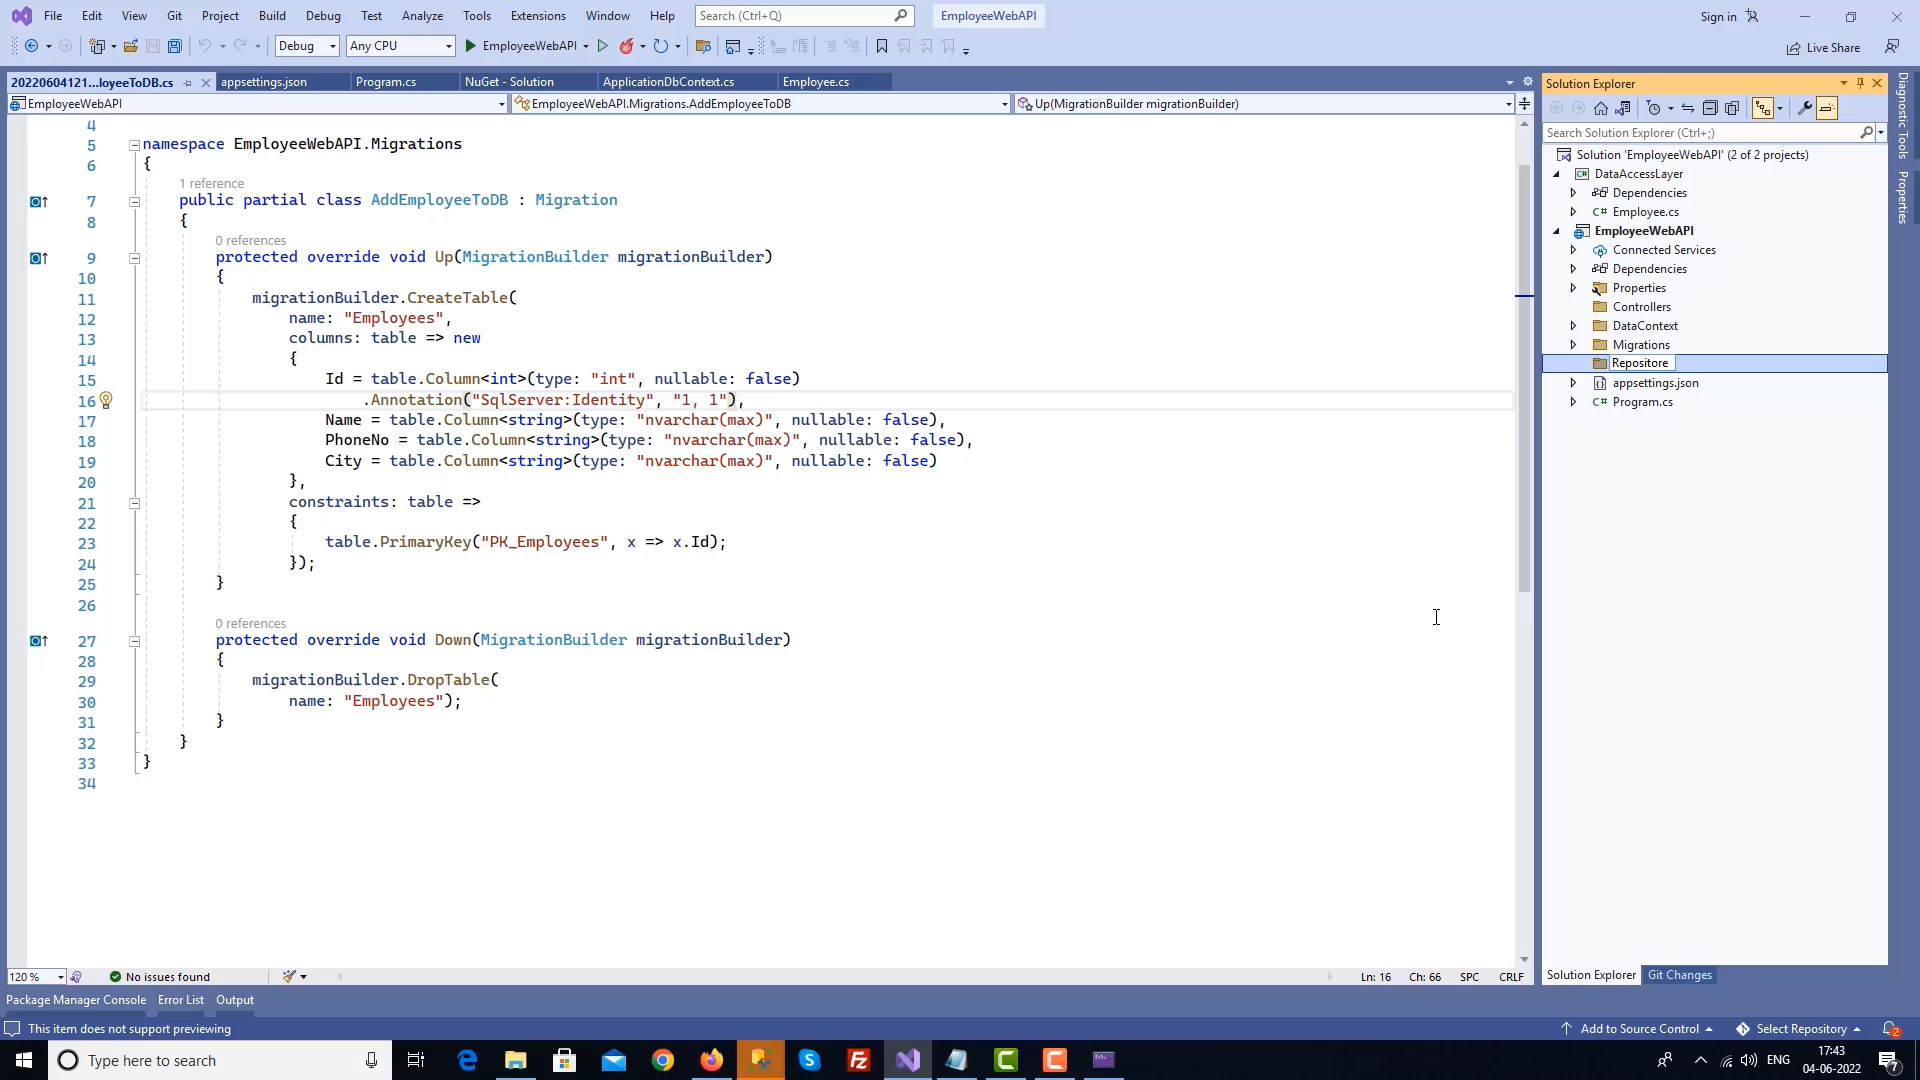 File Edit View Git Project Build Debug Test Analyze Tools Extensions Window Help Search (Ctrl+Q) EmployeeWebAPI Sign in
Debug Any CPU EmployeeWebAPI Live Share
20220604121...loyeeToDB.cs appsettings.json Program.cs NuGet - Solution ApplicationDbContext.cs Employee.cs
EmployeeWebAPI EmployeeWebAPI.Migrations.AddEmployeeToDB Up(MigrationBuilder migrationBuilder)
4
5 namespace EmployeeWebAPI.Migrations
6 {
1 reference
7 public partial class AddEmployeeToDB : Migration
8 {
0 references
9 protected override void Up(MigrationBuilder migrationBuilder)
10 {
11 migrationBuilder.CreateTable(
12 name: "Employees",
13 columns: table => new
14 {
15 Id = table.Column<int>(type: "int", nullable: false)
16 .Annotation("SqlServer:Identity", "1, 1"),
17 Name = table.Column<string>(type: "nvarchar(max)", nullable: false),
18 PhoneNo = table.Column<string>(type: "nvarchar(max)", nullable: false),
19 City = table.Column<string>(type: "nvarchar(max)", nullable: false)
20 },
21 constraints: table =>
22 {
23 table.PrimaryKey("PK_Employees", x => x.Id);
24 });
25 }
26
0 references
27 protected override void Down(MigrationBuilder migrationBuilder)
28 {
29 migrationBuilder.DropTable(
30 name: "Employees");
31 }
32 }
33 }
34
120 % No issues found Ln: 16 Ch: 66 SPC CRLF
Solution Explorer
Search Solution Explorer (Ctrl+;)
Solution 'EmployeeWebAPI' (2 of 2 projects)
DataAccessLayer
Dependencies
C# Employee.cs
EmployeeWebAPI
Connected Services
Dependencies
Properties
Controllers
DataContext
Migrations
Repositore
appsettings.json
C# Program.cs
Solution Explorer Git Changes
Diagnostic Tools
Properties
Package Manager Console Error List Output
This item does not support previewing Add to Source Control Select Repository 2
Type here to search ENG 17:43
04-06-2022 7